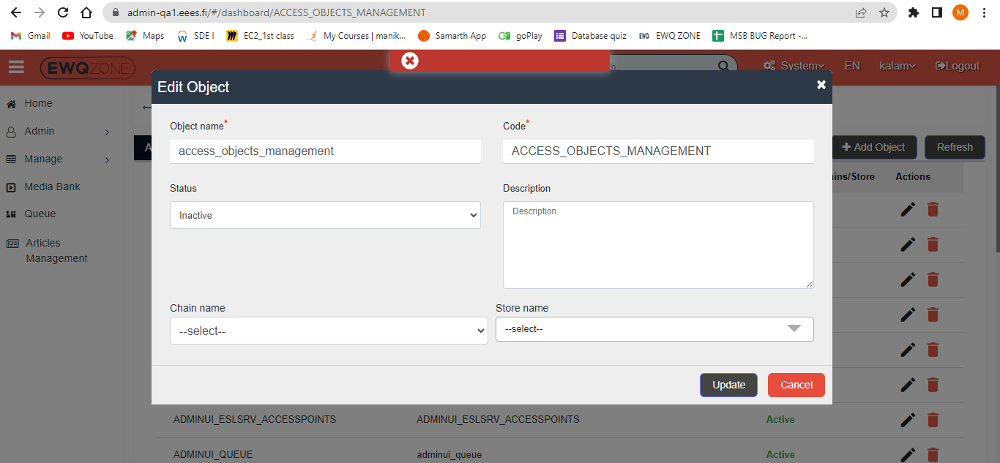 admin-qa1.eees.fi/#/dashboard/ACCESS_OBJECTS_MANAGEMENT
M
Gmail YouTube Maps SDE I EC2_1st class My Courses | manik... Samarth App goPlay Database quiz EWQ ZONE EWQ ZONE MSB BUG Report -...
EWQZONE System EN kalam Logout
Edit Object
Home
Admin
Manage
Media Bank
Queue
Articles
Management
A
Add Object Refresh
ins/Store Actions
Object name* Code*
access_objects_management ACCESS_OBJECTS_MANAGEMENT
Status Description
Inactive Description
Chain name Store name
--select-- --select--
Update Cancel
ADMINUI_ESLSRV_ACCESSPOINTS ADMINUI_ESLSRV_ACCESSPOINTS Active
ADMINUI_QUEUE adminui_queue Active